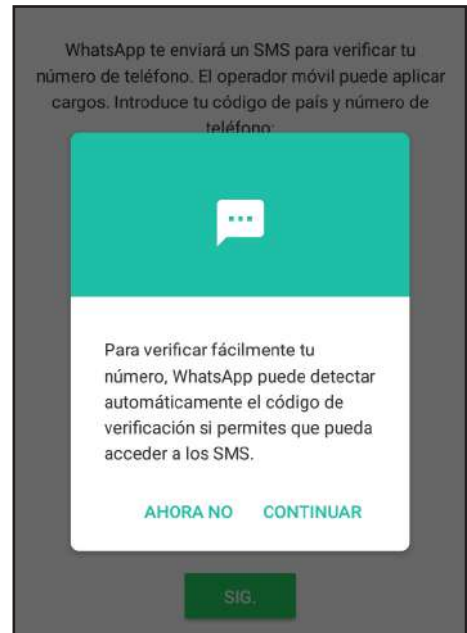 WhatsApp te enviará un SMS para verificar tu
número de teléfono. El operador móvil puede aplicar
cargos. Introduce tu código de país y número de
teléfono:
Para verificar fácilmente tu
número, WhatsApp puede detectar
automáticamente el código de
verificación si permites que pueda
acceder a los SMS.
AHORA NO CONTINUAR
SIG.